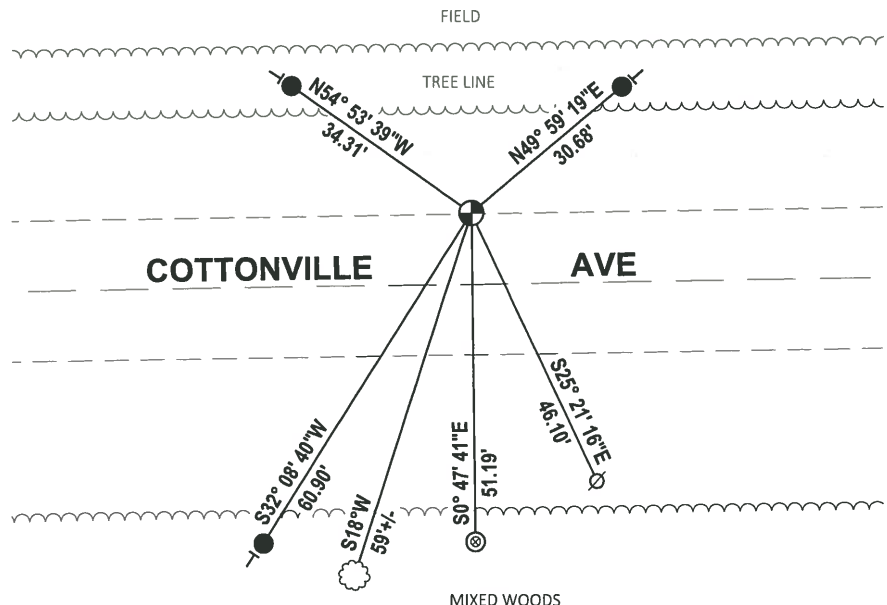 FIELD
TREE LINE
N54° 53' 39"W
34.31'
N49° 59' 19"E
30.68'
COTTONVILLE AVE
S32° 08' 40"W
60.90'
S18°W
59'+/-
S0° 47' 41"E
51.19'
S25° 21' 16"E
46.10'
MIXED WOODS